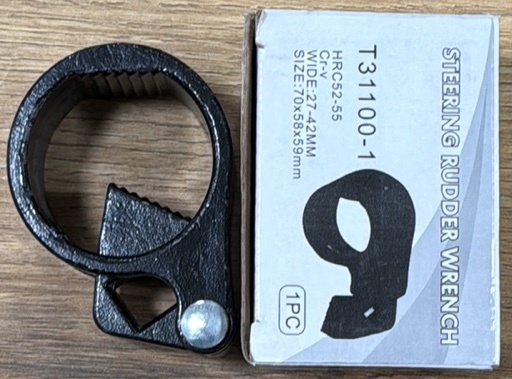 STEERING RUDDER WRENCH
T31100-1
HRC52-55
Cr-v
WIDE:27-42MM
SIZE:70x58x59mm
1PC